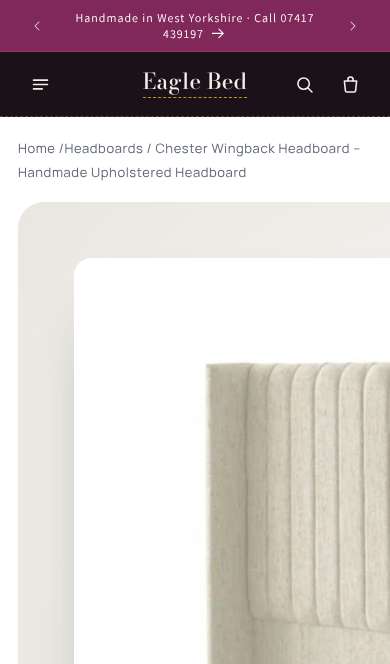 Handmade in West Yorkshire · Call 07417
439197 →
Eagle Bed
Home /Headboards / Chester Wingback Headboard –
Handmade Upholstered Headboard